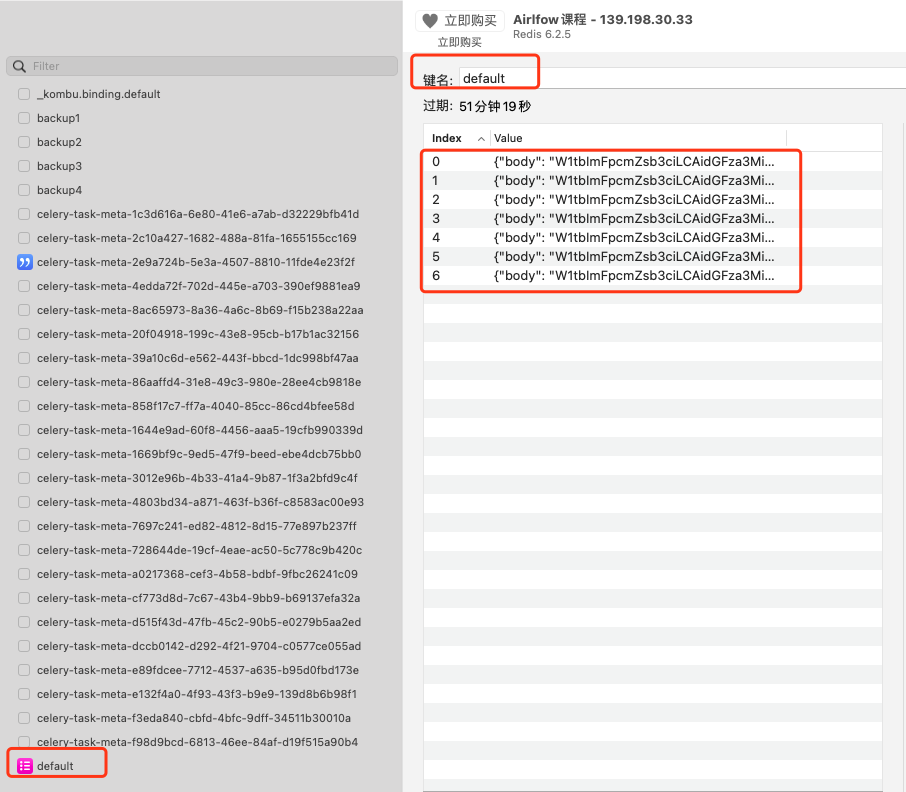 Filter
_kombu.binding.default
backup1
backup2
backup3
backup4
celery-task-meta-1c3d616a-6e80-41e6-a7ab-d32229bfb41d
celery-task-meta-2c10a427-1682-488a-81fa-1655155cc169
celery-task-meta-2e9a724b-5e3a-4507-8810-11fde4e23f2f
celery-task-meta-4edda72f-702d-445e-a703-390ef9881ea9
celery-task-meta-8ac65973-8a36-4a6c-8b69-f15b238a22aa
celery-task-meta-20f04918-199c-43e8-95cb-b17b1ac32156
celery-task-meta-39a10c6d-e562-443f-bbcd-1dc998bf47aa
celery-task-meta-86aaffd4-31e8-49c3-980e-28ee4cb9818e
celery-task-meta-858f17c7-ff7a-4040-85cc-86cd4bfee58d
celery-task-meta-1644e9ad-60f8-4456-aaa5-19cfb990339d
celery-task-meta-1669bf9c-9ed5-47f9-beed-ebe4dcb75bb0
celery-task-meta-3012e96b-4b33-41a4-9b87-1f3a2bfd9c4f
celery-task-meta-4803bd34-a871-463f-b36f-c8583ac00e93
celery-task-meta-7697c241-ed82-4812-8d15-77e897b237ff
celery-task-meta-728644de-19cf-4eae-ac50-5c778c9b420c
celery-task-meta-a0217368-cef3-4b58-bdbf-9fbc26241c09
celery-task-meta-cf773d8d-7c67-43b4-9bb9-b69137efa32a
celery-task-meta-d515f43d-47fb-45c2-90b5-e0279b5aa2ed
celery-task-meta-dccb0142-d292-4f21-9704-c0577ce055ad
celery-task-meta-e89fdcee-7712-4537-a635-b95d0fbd173e
celery-task-meta-e132f4a0-4f93-43f3-b9e9-139d8b6b98f1
celery-task-meta-f3eda840-cbfd-4bfc-9dff-34511b30010a
celery-task-meta-f98d9bcd-6813-46ee-84af-d19f515a90b4
default
立即购买
立即购买
Airlfow课程 - 139.198.30.33
Redis 6.2.5
键名: default
过期: 51分钟19秒
Index Value
0 {"body": "W1tbImFpcmZsb3ciLCAidGFza3Mi...
1 {"body": "W1tbImFpcmZsb3ciLCAidGFza3Mi...
2 {"body": "W1tbImFpcmZsb3ciLCAidGFza3Mi...
3 {"body": "W1tbImFpcmZsb3ciLCAidGFza3Mi...
4 {"body": "W1tbImFpcmZsb3ciLCAidGFza3Mi...
5 {"body": "W1tbImFpcmZsb3ciLCAidGFza3Mi...
6 {"body": "W1tbImFpcmZsb3ciLCAidGFza3Mi...